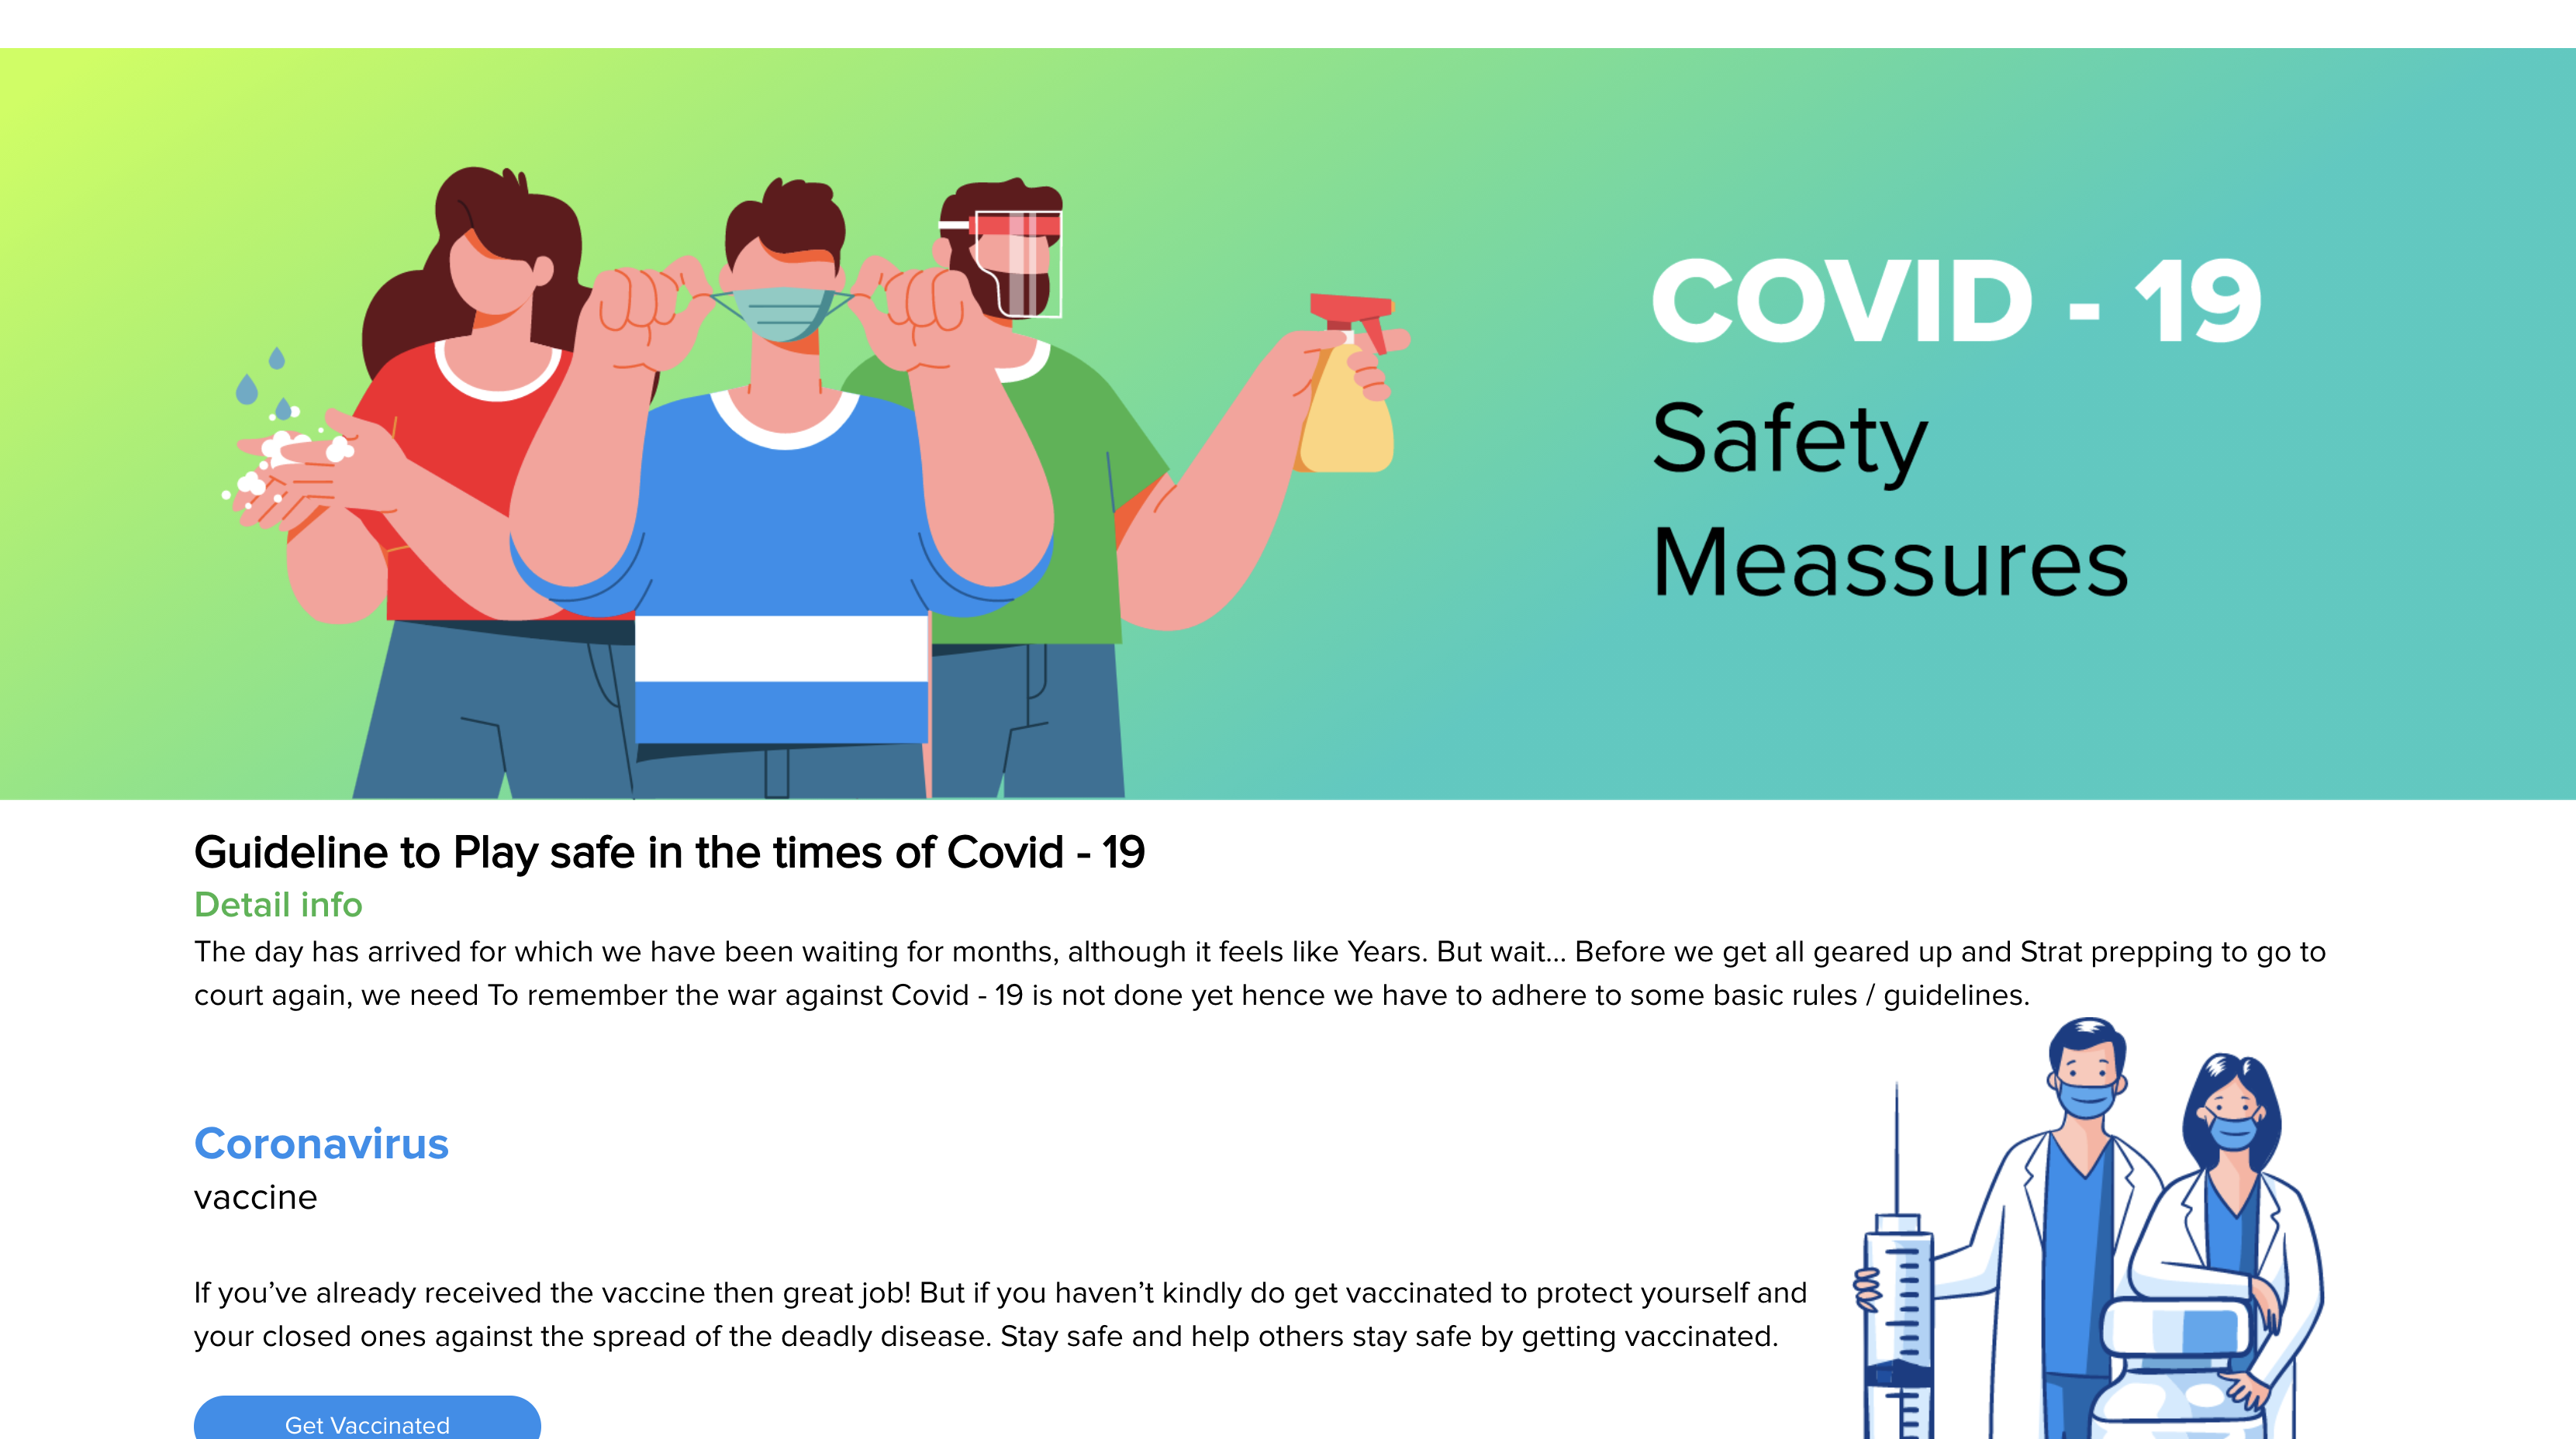 COVID - 19
Safety
Meassures
Guideline to Play safe in the times of Covid - 19
Detail info
The day has arrived for which we have been waiting for months, although it feels like Years. But wait... Before we get all geared up and Strat prepping to go to
court again, we need To remember the war against Covid - 19 is not done yet hence we have to adhere to some basic rules / guidelines.
Coronavirus
vaccine
If you’ve already received the vaccine then great job! But if you haven’t kindly do get vaccinated to protect yourself and
your closed ones against the spread of the deadly disease. Stay safe and help others stay safe by getting vaccinated.
Get Vaccinated